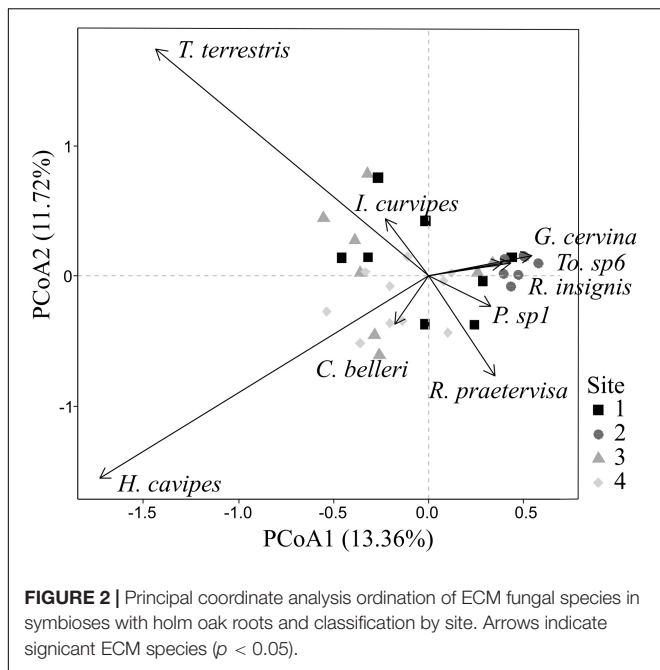 T. terrestris
1
I. curvipes
G. cervina
To. sp6
R. insignis
P. sp1
0
C. belleri
R. praetervisa
-1
H. cavipes
PCoA2 (11.72%)
-1.5
-1.0
-0.5
0.0
0.5
PCoA1 (13.36%)
Site
1
2
3
4
FIGURE 2 | Principal coordinate analysis ordination of ECM fungal species in
symbioses with holm oak roots and classification by site. Arrows indicate
signicant ECM species (p < 0.05).